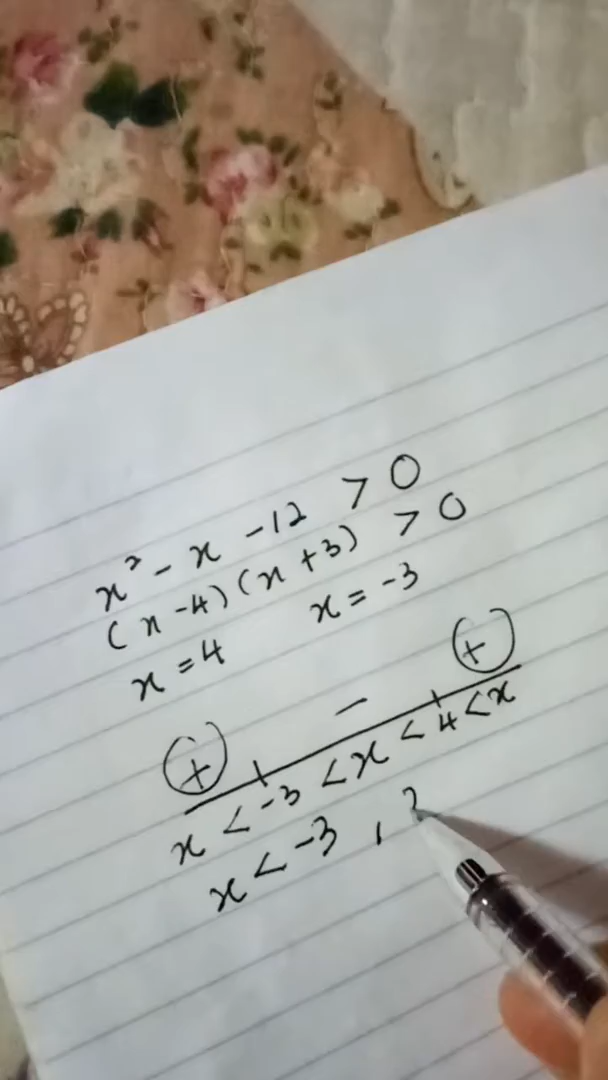 x² - x - 12 > 0
(x - 4)(x + 3) > 0
x = 4 x = -3
+ - +
x < -3 < x < 4 < x
x < -3 ,